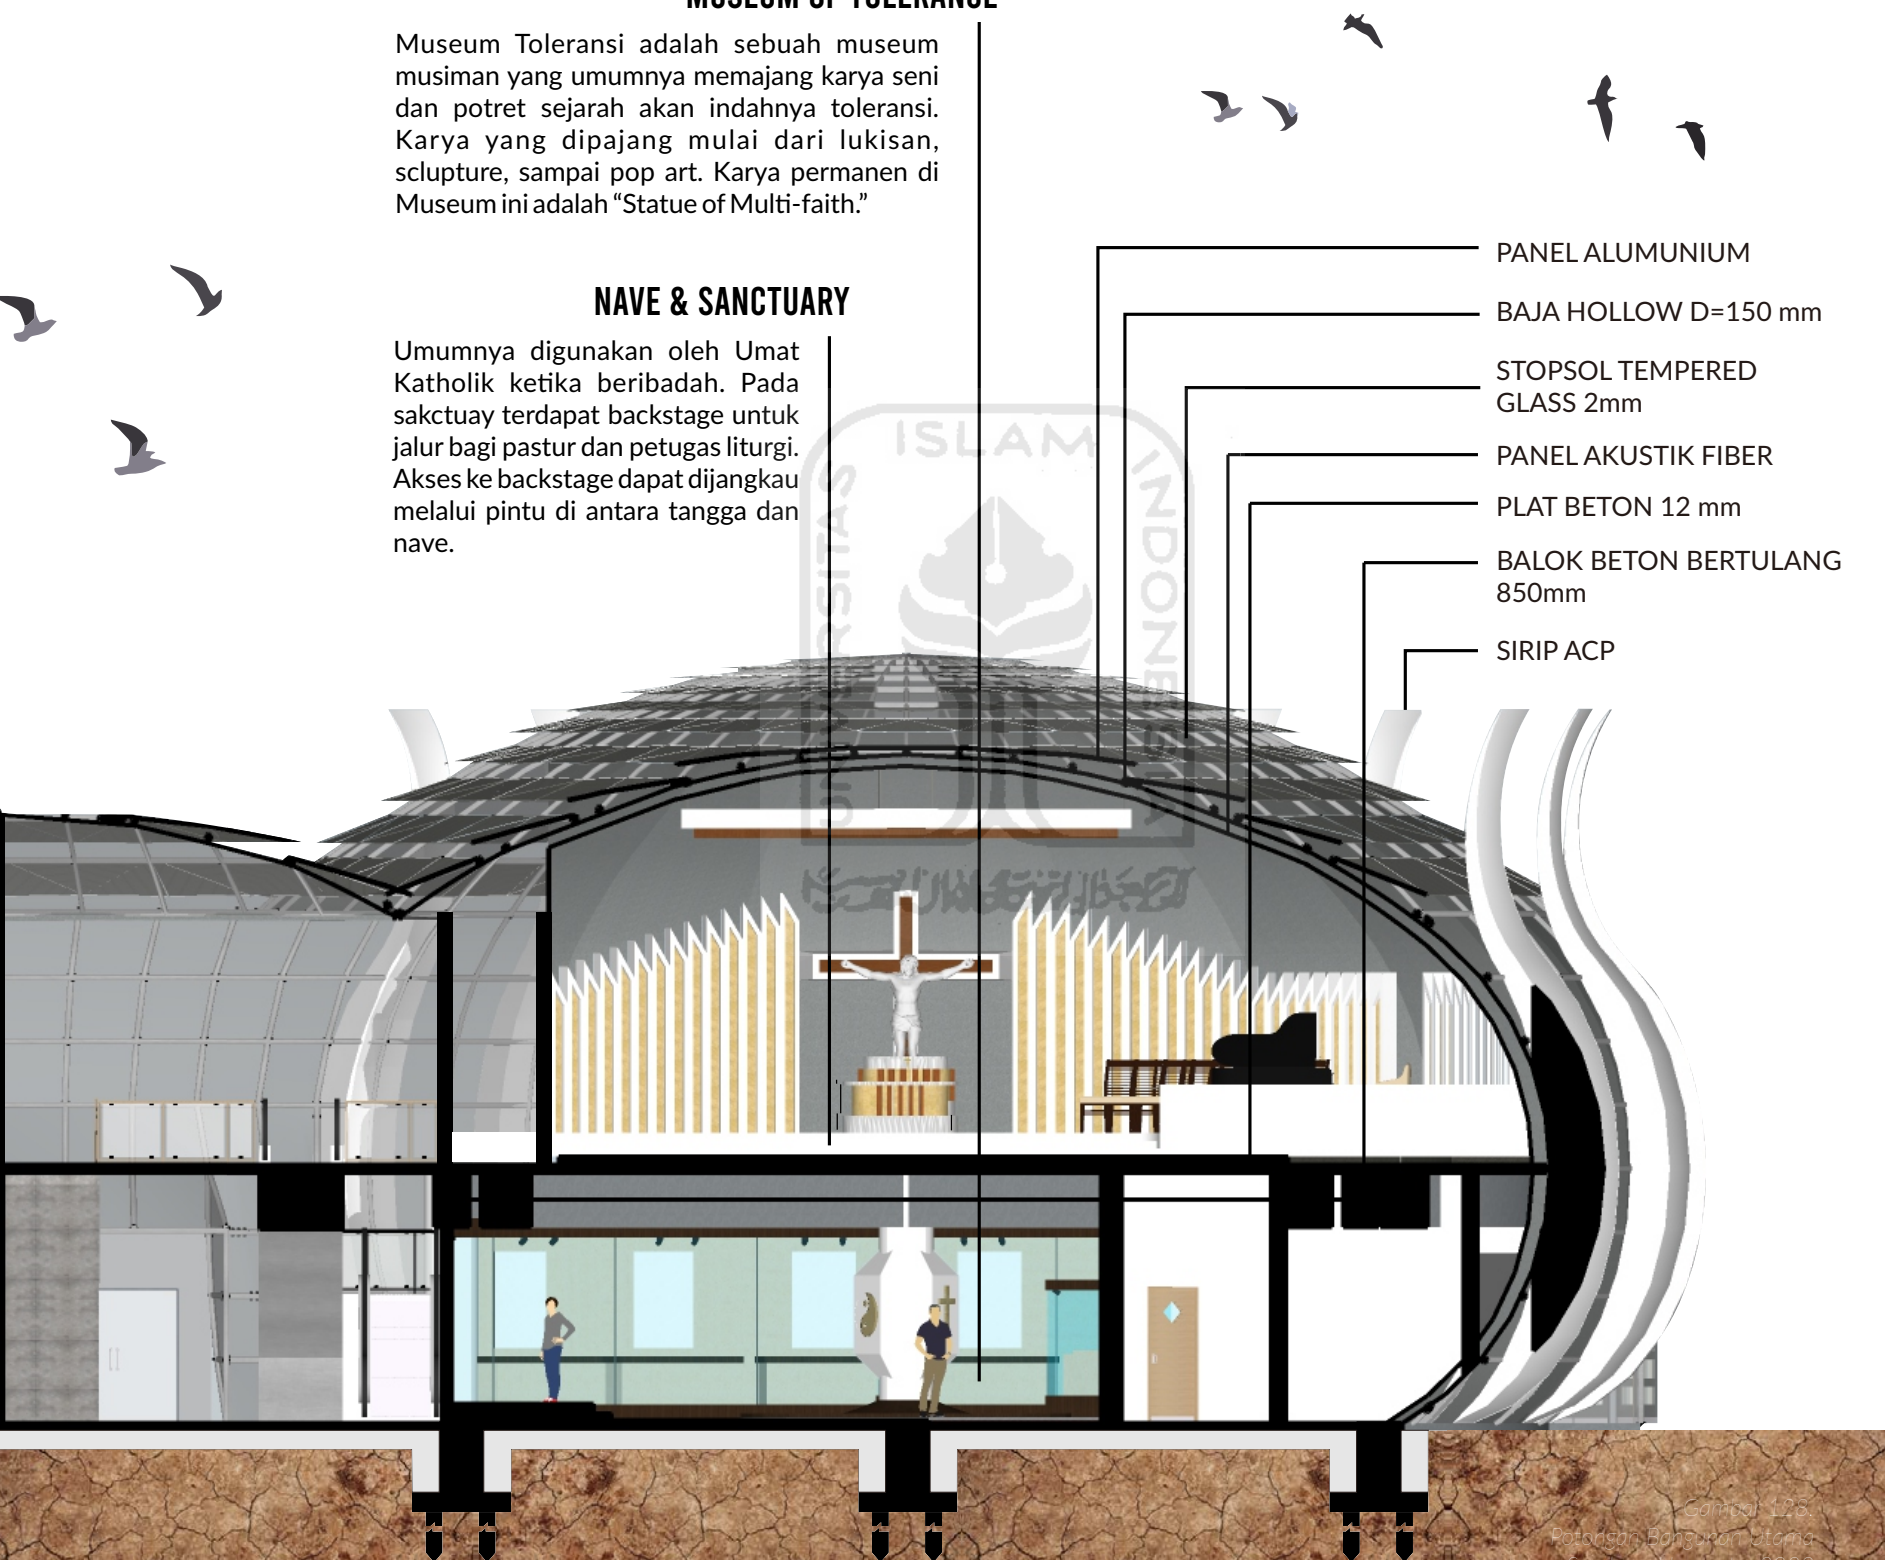 MUSEUM OF TOLERANCE
Museum Toleransi adalah sebuah museum
musiman yang umumnya memajang karya seni
dan potret sejarah akan indahnya toleransi.
Karya yang dipajang mulai dari lukisan,
sclupture, sampai pop art. Karya permanen di
Museum ini adalah “Statue of Multi-faith.”
NAVE & SANCTUARY
Umumnya digunakan oleh Umat
Katholik ketika beribadah. Pada
sakctuay terdapat backstage untuk
jalur bagi pastur dan petugas liturgi.
Akses ke backstage dapat dijangkau
melalui pintu di antara tangga dan
nave.
PANEL ALUMUNIUM
BAJA HOLLOW D=150 mm
STOPSOL TEMPERED
GLASS 2mm
PANEL AKUSTIK FIBER
PLAT BETON 12 mm
BALOK BETON BERTULANG
850mm
SIRIP ACP
UNIVERSITAS
ISLAM
INDONESIA
Gambar 128.
Potongan Bangunan Utama